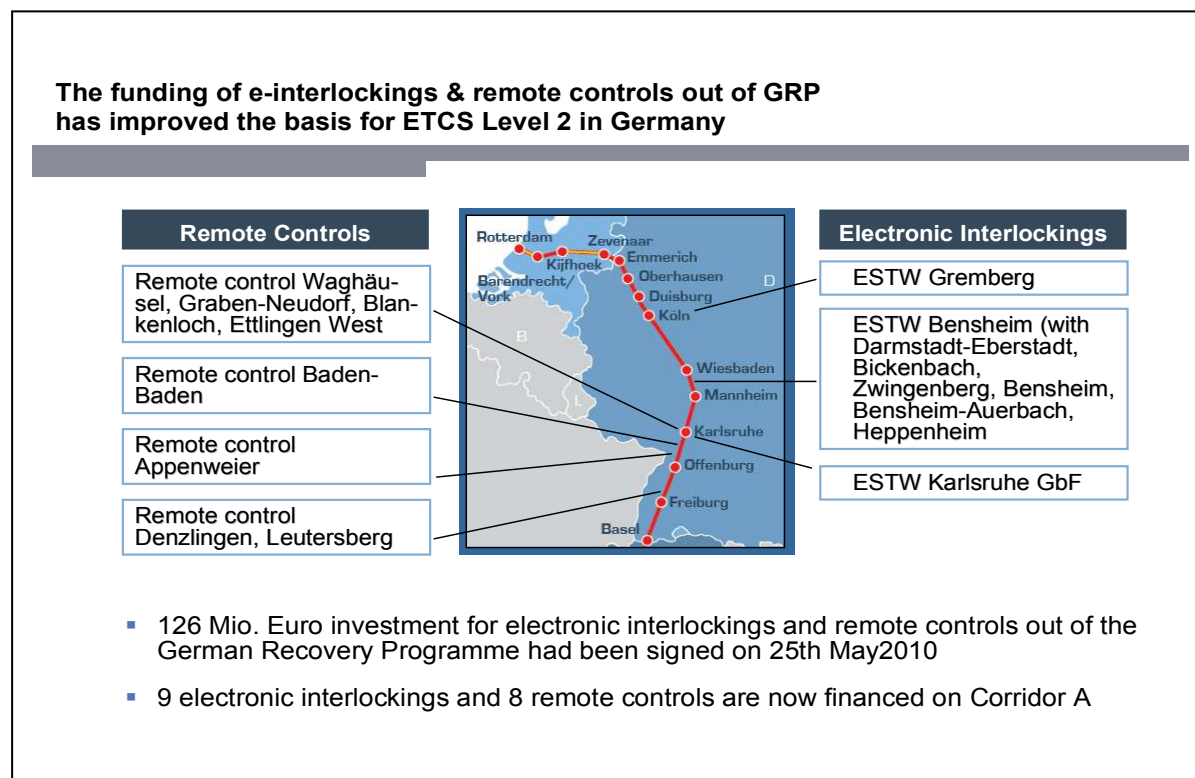 The funding of e-interlockings & remote controls out of GRP
has improved the basis for ETCS Level 2 in Germany
Remote Controls
Remote control Waghäu-
sel, Graben-Neudorf, Blan-
kenloch, Ettlingen West
Remote control Baden-
Baden
Remote control
Appenweier
Remote control
Denzlingen, Leutersberg
Rotterdam
Zevenaar
Kijfhoek
Emmerich
Barendrecht/
Vork
Oberhausen
D
Duisburg
Köln
B
Wiesbaden
L
Mannheim
Karlsruhe
Offenburg
Freiburg
Basel
Electronic Interlockings
ESTW Gremberg
ESTW Bensheim (with
Darmstadt-Eberstadt,
Bickenbach,
Zwingenberg, Bensheim,
Bensheim-Auerbach,
Heppenheim
ESTW Karlsruhe GbF
▪ 126 Mio. Euro investment for electronic interlockings and remote controls out of the
German Recovery Programme had been signed on 25th May2010
▪ 9 electronic interlockings and 8 remote controls are now financed on Corridor A